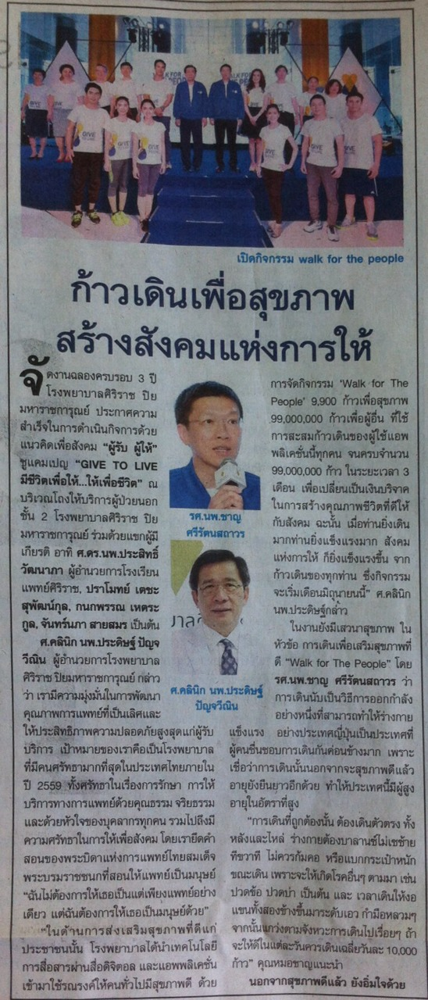 เปิดกิจกรรม walk for the people
ก้าวเดินเพื่อสุขภาพ
สร้างสังคมแห่งการให้
จัดงานฉลองครบรอบ 3 ปี
โรงพยาบาลศิริราช ปิย
มหาราชการุณย์ ประกาศความ
สำเร็จในการดำเนินกิจการด้วย
แนวคิดเพื่อสังคม "ผู้รับ ผู้ให้"
ชูแคมเปญ "GIVE TO LIVE
มีชีวิตเพื่อให้...ให้เพื่อชีวิต" ณ
บริเวณโถงให้บริการผู้ป่วยนอก
ชั้น 2 โรงพยาบาลศิริราช ปิย
มหาราชการุณย์ ร่วมด้วยแขกผู้มี
เกียรติ อาทิ ศ.ดร.นพ.ประสิทธิ์
วัฒนาภา ผู้อำนวยการโรงเรียน
แพทย์ศิริราช, ปราโมทย์ เตชะ
สุพัฒน์กุล, กนกพรรณ เหตระ
กูล, จันทร์นภา สายสมร เป็นต้น
ศ.คลินิก นพ.ประดิษฐ์ ปัญจ
วีณิน ผู้อำนวยการโรงพยาบาล
ศิริราช ปิยมหาราชการุณย์ กล่าว
ว่า เรามีความมุ่งมั่นในการพัฒนา
คุณภาพการแพทย์ที่เป็นเลิศและ
ให้ประสิทธิภาพความปลอดภัยสูงสุดแก่ผู้รับ
บริการ เป้าหมายของเราคือเป็นโรงพยาบาล
ที่มีคนศรัทธามากที่สุดในประเทศไทยภายใน
ปี 2559 ทั้งศรัทธาในเรื่องการรักษา การให้
บริการทางการแพทย์ด้วยคุณธรรม จริยธรรม
และด้วยหัวใจของบุคลากรทุกคน รวมไปถึงมี
ความศรัทธาในการให้เพื่อสังคม โดยเรายึดคำ
สอนของพระบิดาแห่งการแพทย์ไทยสมเด็จ
พระบรมราชชนกที่สอนให้แพทย์เป็นมนุษย์
"ฉันไม่ต้องการให้เธอเป็นแต่เพียงแพทย์อย่าง
เดียว แต่ฉันต้องการให้เธอเป็นมนุษย์ด้วย"
"ในด้านการส่งเสริมสุขภาพที่ดีแก่
ประชาชนนั้น โรงพยาบาลได้นำเทคโนโลยี
การสื่อสารผ่านสื่อดิจิตอล และแอพพลิเคชั่น
เข้ามาใช้รณรงค์ให้คนทั่วไปมีสุขภาพดี ด้วย
รศ.นพ.ชาญ
ศรีรัตนสถาวร
ศ.คลินิก นพ.ประดิษฐ์
ปัญจวีณิน
การจัดกิจกรรม 'Walk for The
People' 9,900 ก้าวเพื่อสุขภาพ
99,000,000 ก้าวเพื่อผู้อื่น ที่ใช้
การสะสมก้าวเดินของผู้ใช้แอพ
พลิเคชั่นนี้ทุกคน จนครบจำนวน
99,000,000 ก้าว ในระยะเวลา 3
เดือน เพื่อเปลี่ยนเป็นเงินบริจาค
ในการสร้างคุณภาพชีวิตที่ดีให้
กับสังคม ฉะนั้น เมื่อท่านยิ่งเดิน
มากท่านยิ่งแข็งแรงมาก สังคม
แห่งการให้ ก็ยิ่งแข็งแรงขึ้น จาก
ก้าวเดินของทุกท่าน ซึ่งกิจกรรม
จะเริ่มเดือนมิถุนายนนี้" ศ.คลินิก
นพ.ประดิษฐ์กล่าว
ในงานยังมีเสวนาสุขภาพ ใน
หัวข้อ การเดินเพื่อเสริมสุขภาพที่
ดี "Walk for The People" โดย
รศ.นพ.ชาญ ศรีรัตนสถาวร ว่า
การเดินนับเป็นวิธีการออกกำลัง
อย่างหนึ่งที่สามารถทำให้ร่างกาย
แข็งแรง อย่างประเทศญี่ปุ่นเป็นประเทศที่
ผู้คนชื่นชอบการเดินกันค่อนข้างมาก เพราะ
เชื่อว่าการเดินนั้นนอกจากจะสุขภาพดีแล้ว
อายุยังยืนยาวอีกด้วย ทำให้ประเทศนี้มีผู้สูง
อายุในอัตราที่สูง
"การเดินที่ถูกต้องนั้น ต้องเดินตัวตรง ทั้ง
หลังและไหล่ ร่างกายต้องบาลานซ์ไม่เซซ้าย
ทีขวาที ไม่ควรก้มคอ หรือแบกกระเป๋าหนัก
ขณะเดิน เพราะจะให้เกิดโรคอื่นๆ ตามมา เช่น
ปวดข้อ ปวดบ่า เป็นต้น และ เวลาเดินให้งอ
แขนทั้งสองข้างขึ้นมาระดับเอว กำมือหลวมๆ
จากนั้นแกว่งตามจังหวะการเดินไปเรื่อยๆ ถ้า
จะให้ดีในแต่ละวันควรเดินเฉลี่ยวันละ 10,000
ก้าว" คุณหมอชาญแนะนำ
นอกจากสุขภาพดีแล้ว ยังอิ่มใจด้วย